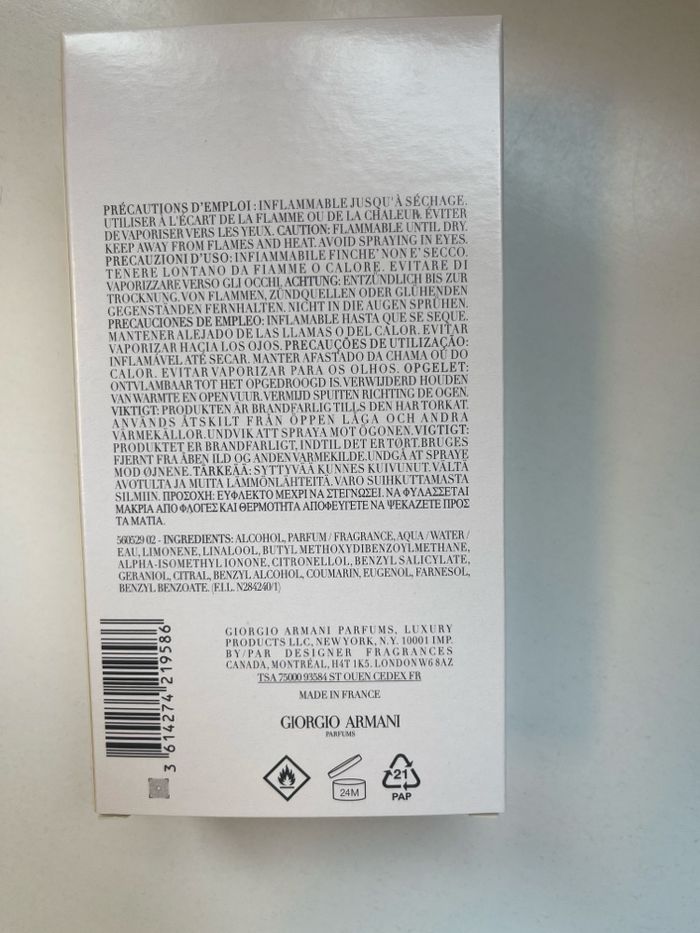 PRÉCAUTIONS D'EMPLOI : INFLAMMABLE JUSQU'À SÉCHAGE.
UTILISER À L'ÉCART DE LA FLAMME OU DE LA CHALEUR. ÉVITER
DE VAPORISER VERS LES YEUX. CAUTION: FLAMMABLE UNTIL DRY.
KEEP AWAY FROM FLAMES AND HEAT. AVOID SPRAYING IN EYES.
PRECAUZIONI D'USO: INFIAMMABILE FINCHE' NON E' SECCO.
TENERE LONTANO DA FIAMME O CALORE. EVITARE DI
VAPORIZZARE VERSO GLI OCCHI. ACHTUNG: ENTZÜNDLICH BIS ZUR
TROCKNUNG. VON FLAMMEN, ZÜNDQUELLEN ODER GLÜHENDEN
GEGENSTÄNDEN FERNHALTEN. NICHT IN DIE AUGEN SPRÜHEN.
PRECAUCIONES DE EMPLEO: INFLAMABLE HASTA QUE SE SEQUE.
MANTENER ALEJADO DE LAS LLAMAS O DEL CALOR. EVITAR
VAPORIZAR HACIA LOS OJOS. PRECAUÇÕES DE UTILIZAÇÃO:
INFLAMÁVEL ATÉ SECAR. MANTER AFASTADO DA CHAMA OU DO
CALOR. EVITAR VAPORIZAR PARA OS OLHOS. OPGELET:
ONTVLAMBAAR TOT HET OPGEDROOGD IS. VERWIJDERD HOUDEN
VAN WARMTE EN OPEN VUUR. VERMIJD SPUITEN RICHTING DE OGEN.
VIKTIGT: PRODUKTEN ÄR BRANDFARLIG TILLS DEN HAR TORKAT.
ANVÄNDS ÅTSKILT FRÅN ÖPPEN LÅGA OCH ANDRA
VÄRMEKÄLLOR. UNDVIK ATT SPRAYA MOT ÖGONEN. VIGTIGT:
PRODUKTET ER BRANDFARLIGT, INDTIL DET ER TØRT. BRUGES
FJERNT FRA ÅBEN ILD OG ANDEN VARMEKILDE. UNDGÅ AT SPRAYE
MOD ØJNENE. TÄRKEÄÄ: SYTTYVÄÄ KUNNES KUIVUNUT. VÄLTÄ
AVOTULTA JA MUITA LÄMMÖNLÄHTEITÄ. VARO SUIHKUTTAMASTA
SILMIIN. ΠΡΟΣΟΧΗ: ΕΥΦΛΕΚΤΟ ΜΕΧΡΙ ΝΑ ΣΤΕΓΝΩΣΕΙ. ΝΑ ΦΥΛΑΣΣΕΤΑΙ
ΜΑΚΡΙΑ ΑΠΟ ΦΛΟΓΕΣ ΚΑΙ ΘΕΡΜΟΤΗΤΑ ΑΠΟΦΕΥΓΕΤΕ ΝΑ ΨΕΚΑΖΕΤΕ ΠΡΟΣ
ΤΑ ΜΑΤΙΑ.
560529 02 - INGREDIENTS: ALCOHOL, PARFUM / FRAGRANCE, AQUA / WATER /
EAU, LIMONENE, LINALOOL, BUTYL METHOXYDIBENZOYLMETHANE,
ALPHA-ISOMETHYL IONONE, CITRONELLOL, BENZYL SALICYLATE,
GERANIOL, CITRAL, BENZYL ALCOHOL, COUMARIN, EUGENOL, FARNESOL,
BENZYL BENZOATE. (F.I.L. N284240/1)
GIORGIO ARMANI PARFUMS, LUXURY
PRODUCTS LLC, NEW YORK, N.Y. 10001 IMP.
BY/PAR DESIGNER FRAGRANCES
CANADA, MONTRÉAL, H4T 1K5. LONDON W6 8AZ
TSA 75000 93584 ST OUEN CEDEX FR
MADE IN FRANCE
GIORGIO ARMANI
PARFUMS
3 614274 219586
24M
21
PAP